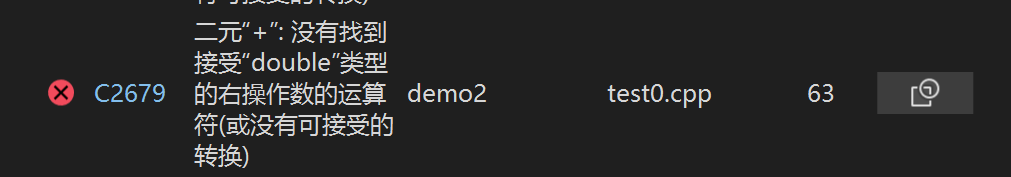 二元“+”: 没有找到
接受“double”类型
C2679 的右操作数的运算 demo2 test0.cpp 63
符(或没有可接受的
转换)